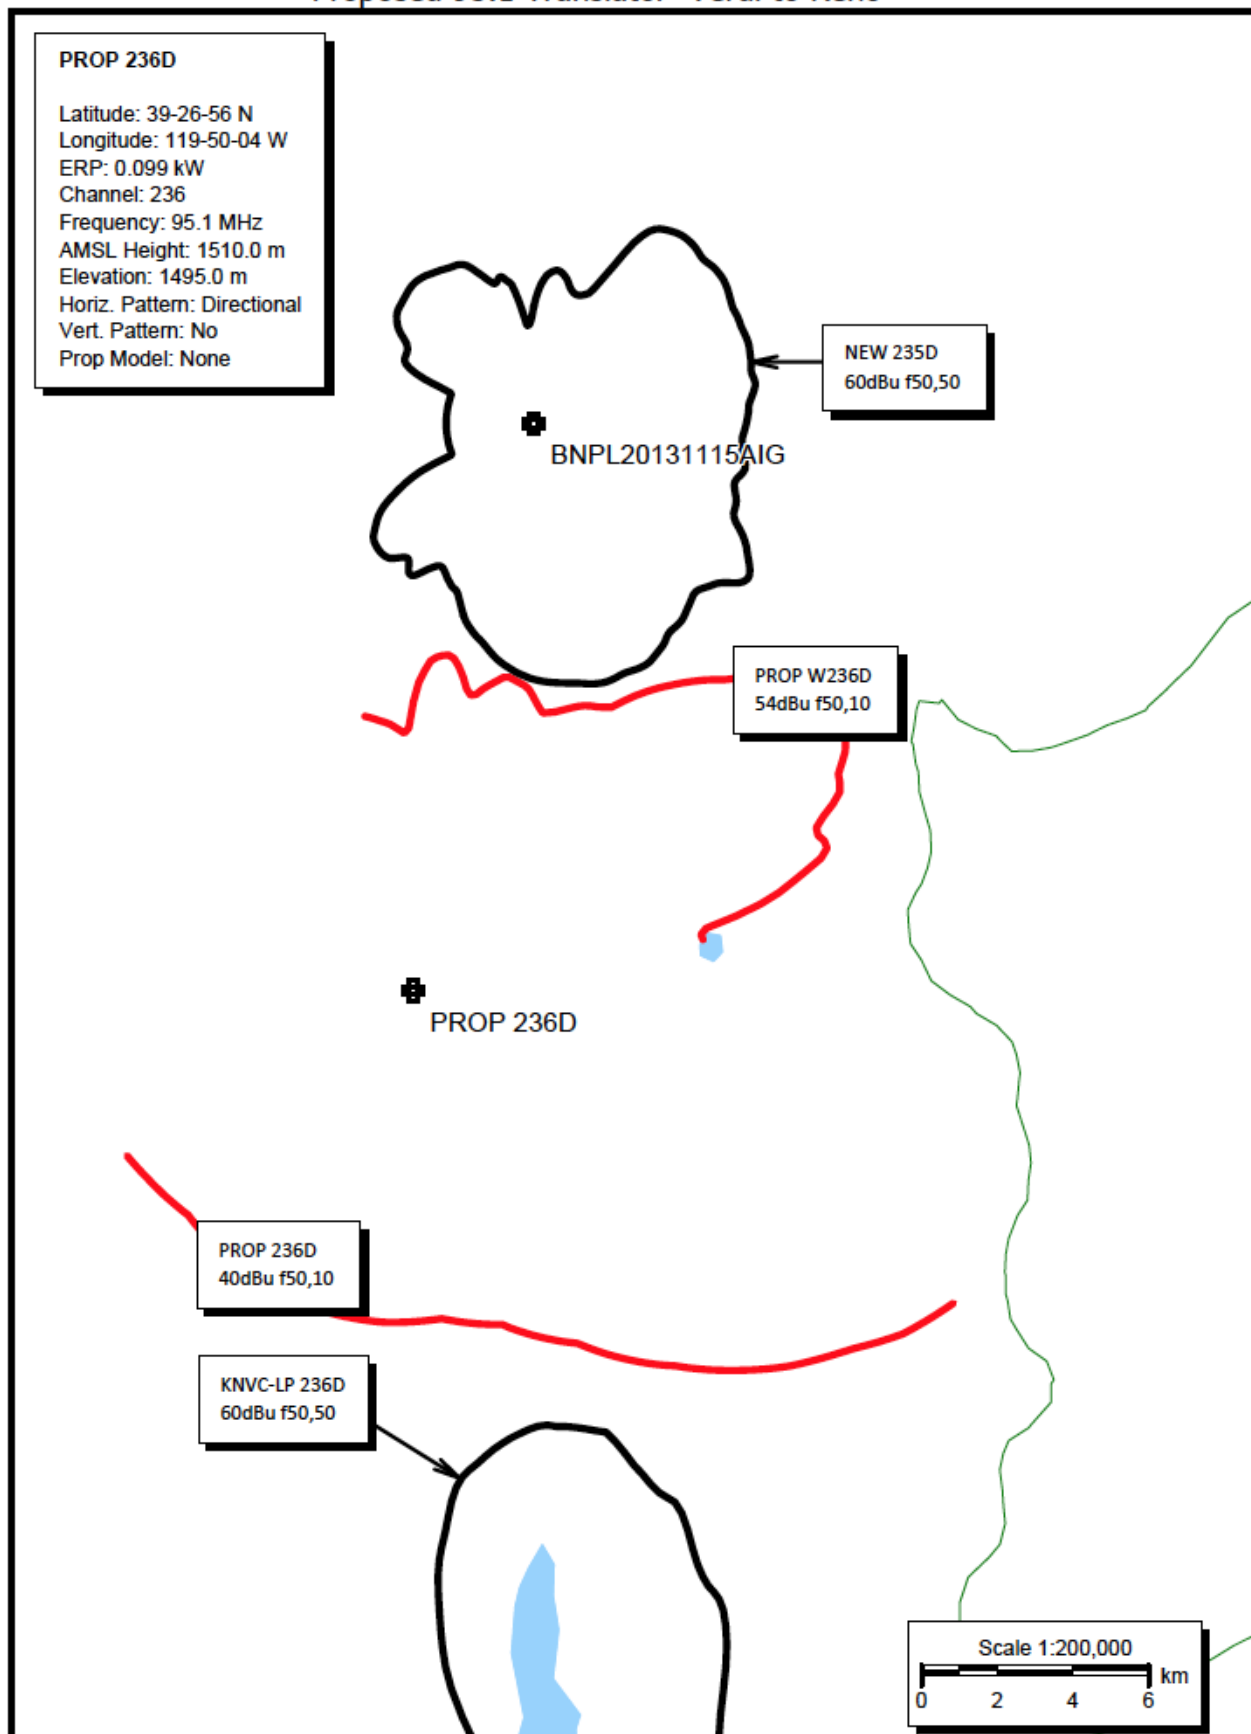 PROP 236D
Latitude: 39-26-56 N
Longitude: 119-50-04 W
ERP: 0.099 kW
Channel: 236
Frequency: 95.1 MHz
AMSL Height: 1510.0 m
Elevation: 1495.0 m
Horiz. Pattern: Directional
Vert. Pattern: No
Prop Model: None
NEW 235D
60dBu f50,50
BNPL20131115AIG
PROP W236D
54dBu f50,10
PROP 236D
PROP 236D
40dBu f50,10
KNVC-LP 236D
60dBu f50,50
Scale 1:200,000
km
0 2 4 6